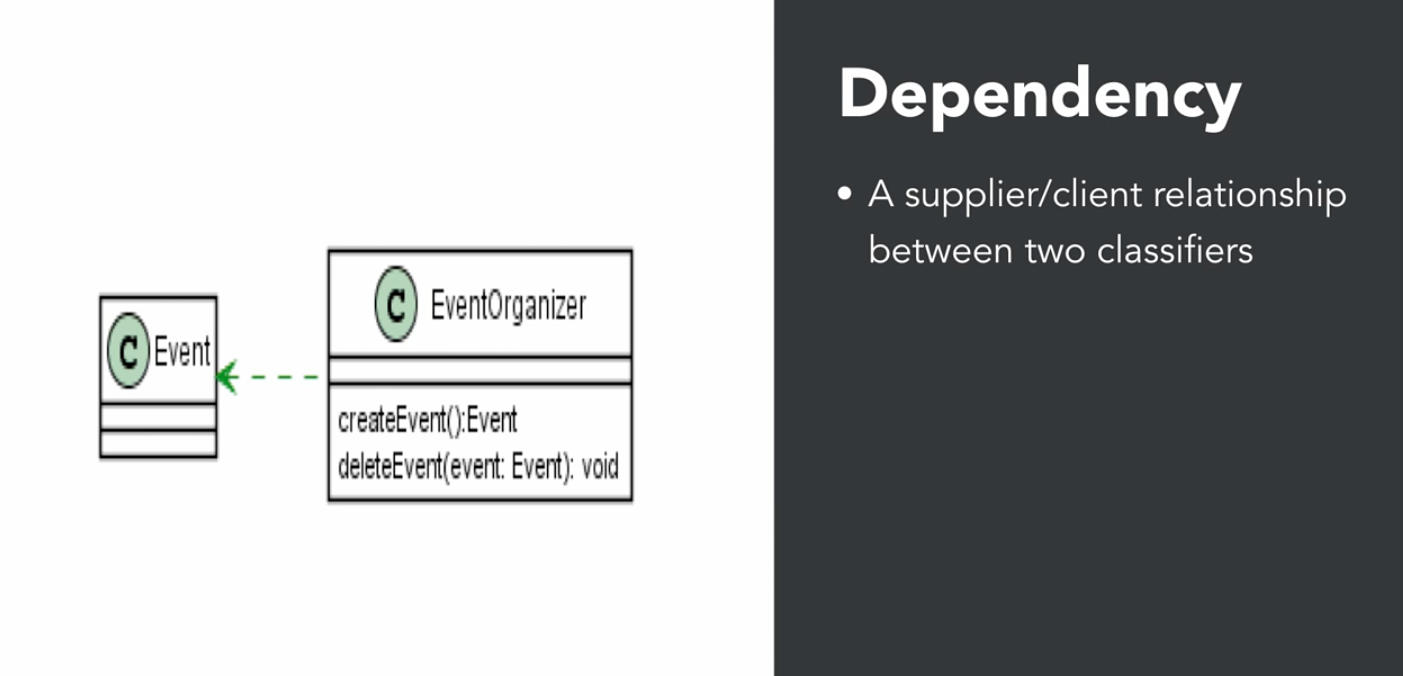 C Event
C EventOrganizer
createEvent():Event
deleteEvent(event: Event): void
Dependency
• A supplier/client relationship
between two classifiers